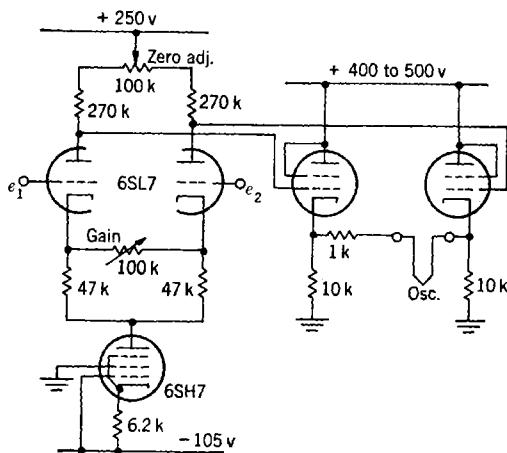 + 250 v
Zero adj.
100 k
270 k
270 k
+ 400 to 500 v
e1
6SL7
e2
Gain
100 k
47 k
47 k
1 k
10 k
Osc.
10 k
6SH7
6.2 k
− 105 v